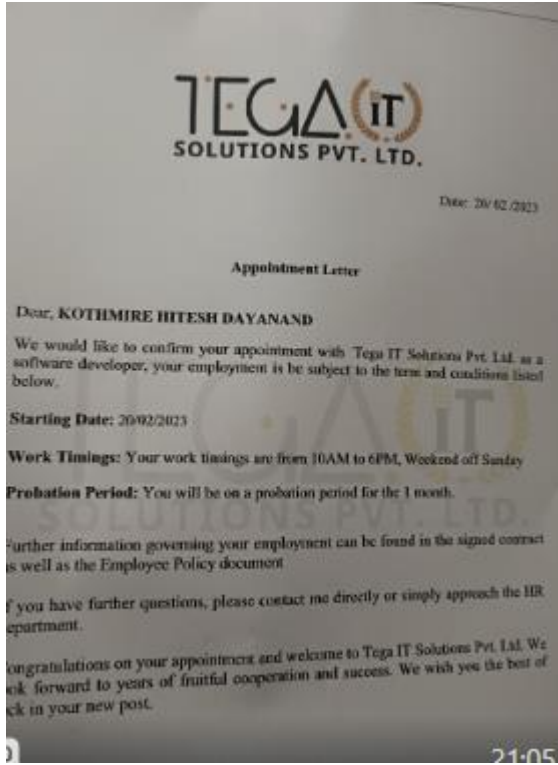 TEGA iT
SOLUTIONS PVT. LTD.
Date: 20/02/2023
Appointment Letter
Dear, KOTHMIRE HITESH DAYANAND
We would like to confirm your appointment with Tega IT Solutions Pvt. Ltd. as a
software developer, your employment is be subject to the term and conditions listed
below.
Starting Date: 20/02/2023
Work Timings: Your work timings are from 10AM to 6PM, Weekend off Sunday
Probation Period: You will be on a probation period for the 1 month.
TEGA iT
SOLUTIONS PVT. LTD.
Further information governing your employment can be found in the signed contract
as well as the Employee Policy document
f you have further questions, please contact me directly or simply approach the HR
epartment.
ongratulations on your appointment and welcome to Tega IT Solutions Pvt. Ltd. We
ok forward to years of fruitful cooperation and success. We wish you the best of
ck in your new post.
21:05